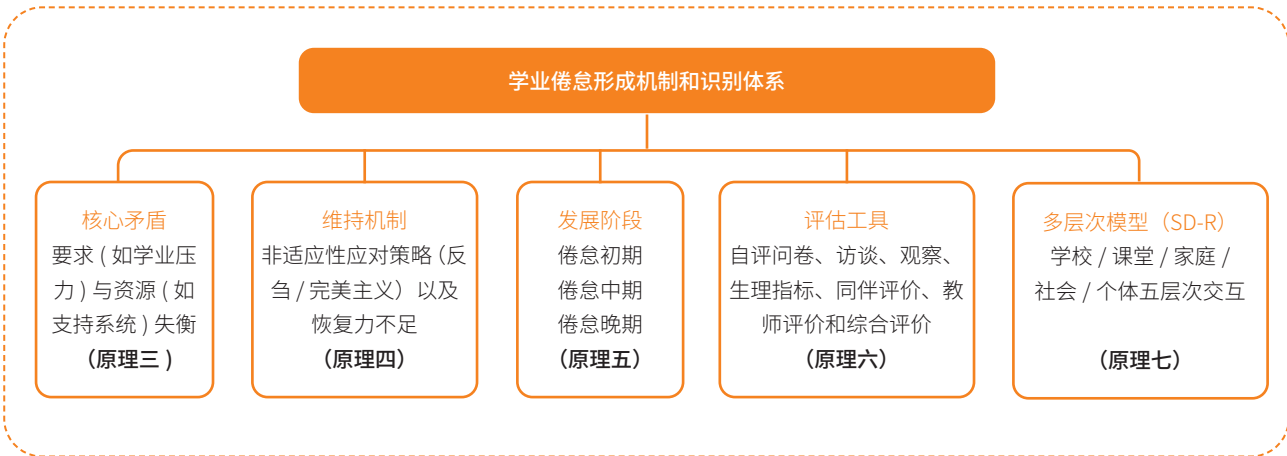 学业倦怠形成机制和识别体系
核心矛盾
要求 ( 如学业压
力 ) 与资源 ( 如
支持系统 ) 失衡
（原理三 )
维持机制
非适应性应对策略（反
刍 / 完美主义）以及
恢复力不足
（原理四）
发展阶段
倦怠初期
倦怠中期
倦怠晚期
（原理五）
评估工具
自评问卷、访谈、观察、
生理指标、同伴评价、教
师评价和综合评价
（原理六）
多层次模型（SD-R）
学校 / 课堂 / 家庭 /
社会 / 个体五层次交互
（原理七）